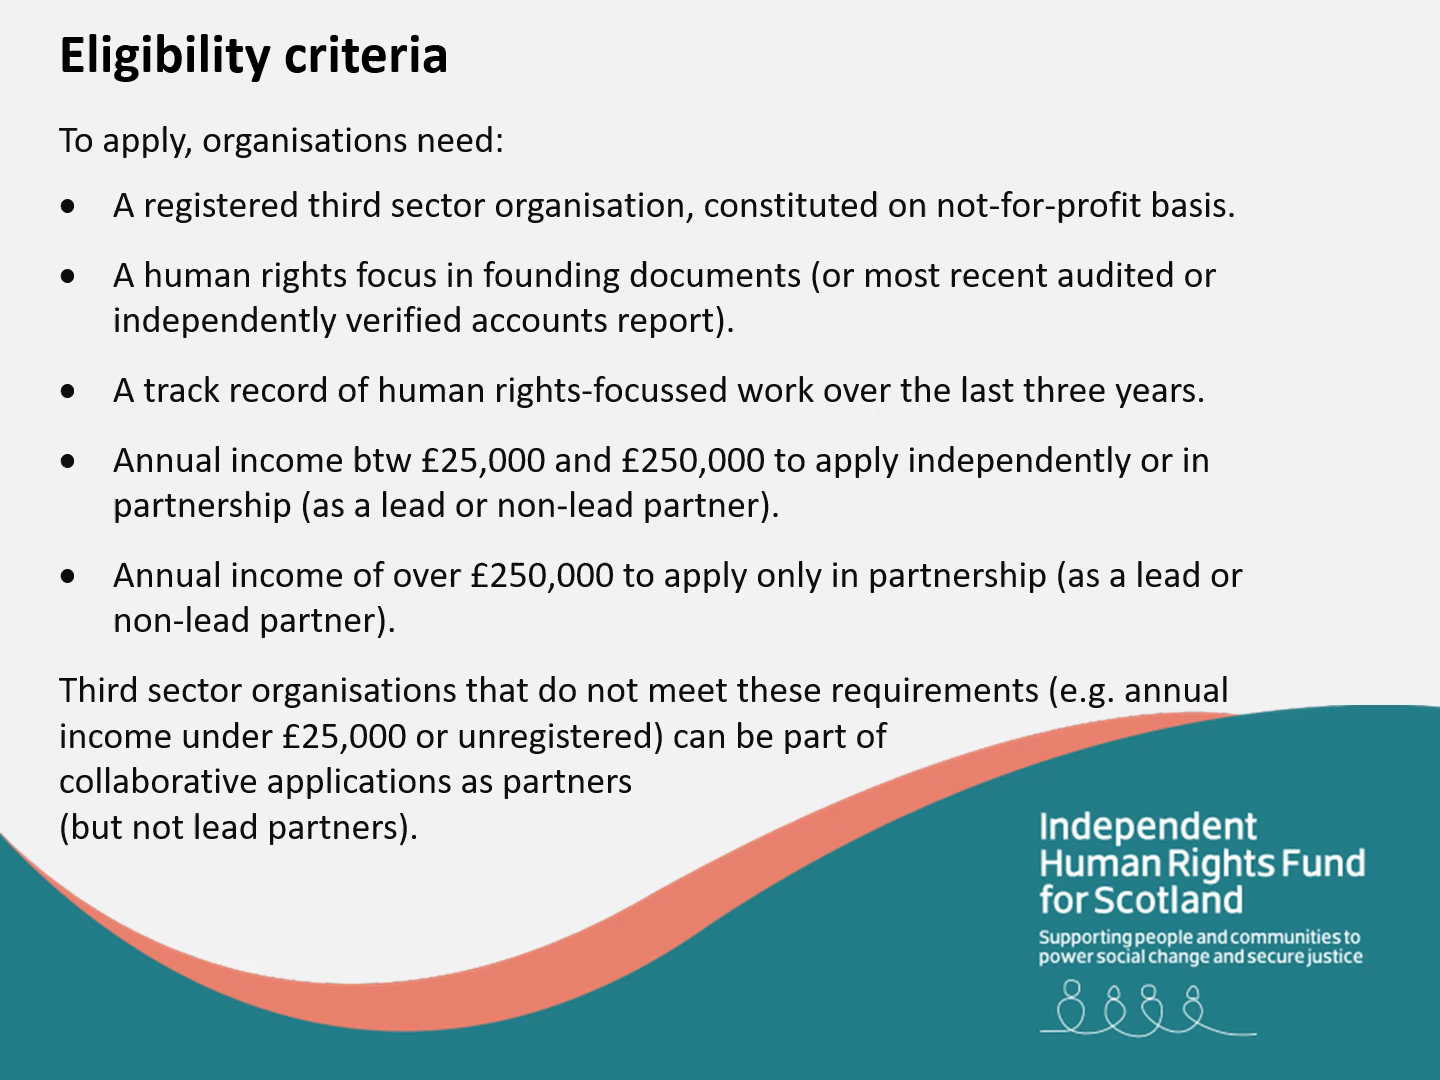 Eligibility criteria
To apply, organisations need:
• A registered third sector organisation, constituted on not-for-profit basis.
• A human rights focus in founding documents (or most recent audited or
independently verified accounts report).
• A track record of human rights-focussed work over the last three years.
• Annual income btw £25,000 and £250,000 to apply independently or in
partnership (as a lead or non-lead partner).
• Annual income of over £250,000 to apply only in partnership (as a lead or
non-lead partner).
Third sector organisations that do not meet these requirements (e.g. annual
income under £25,000 or unregistered) can be part of
collaborative applications as partners
(but not lead partners).
Independent
Human Rights Fund
for Scotland
Supporting people and communities to
power social change and secure justice